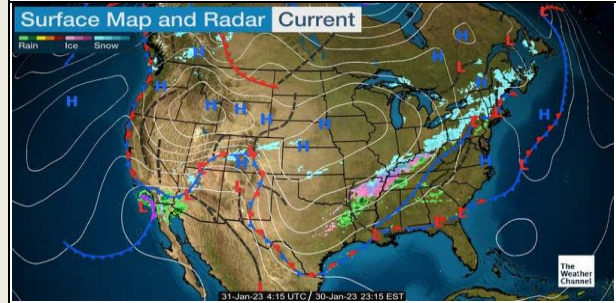 Surface Map and Radar Current
Rain Ice Snow
L
L
H
H
H
L
H
H
H
L
H
H
H
H
L
L
H
H
H
L
H
L
L
L
L
L
L
L
31-Jan-23 4:15 UTC/ 30-Jan-23 23:15 EST
The
Weather
Channel